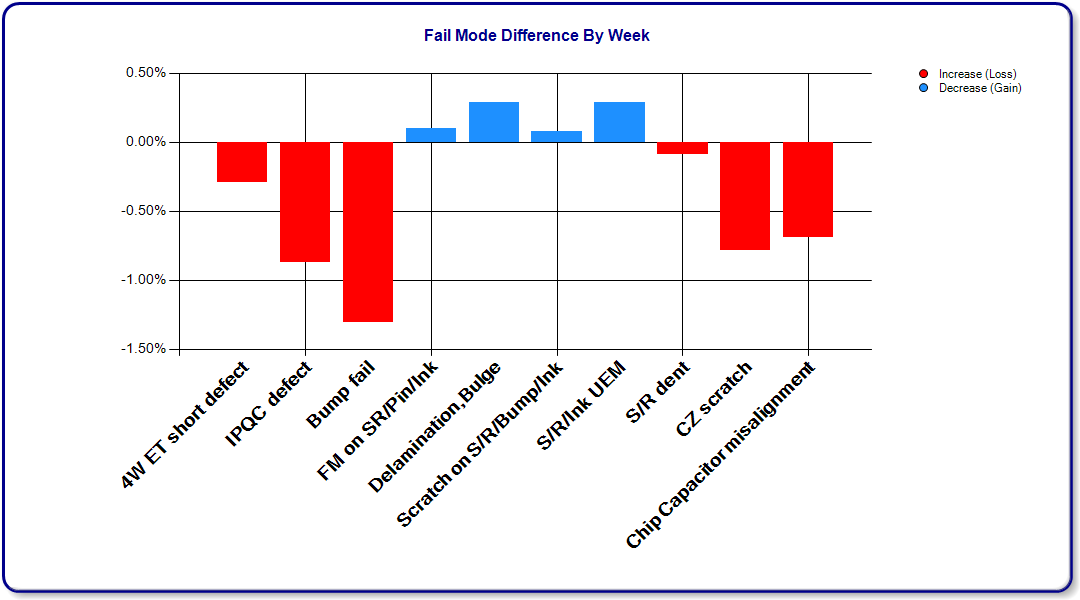 Fail Mode Difference By Week
Increase (Loss)
Decrease (Gain)
0.50%
0.00%
-0.50%
-1.00%
-1.50%
4W ET short defect
IPQC defect
Bump fail
FM on SR/Pin/Ink
Delamination,Bulge
Scratch on S/R/Bump/Ink
S/R/Ink UEM
S/R dent
CZ scratch
Chip Capacitor misalignment